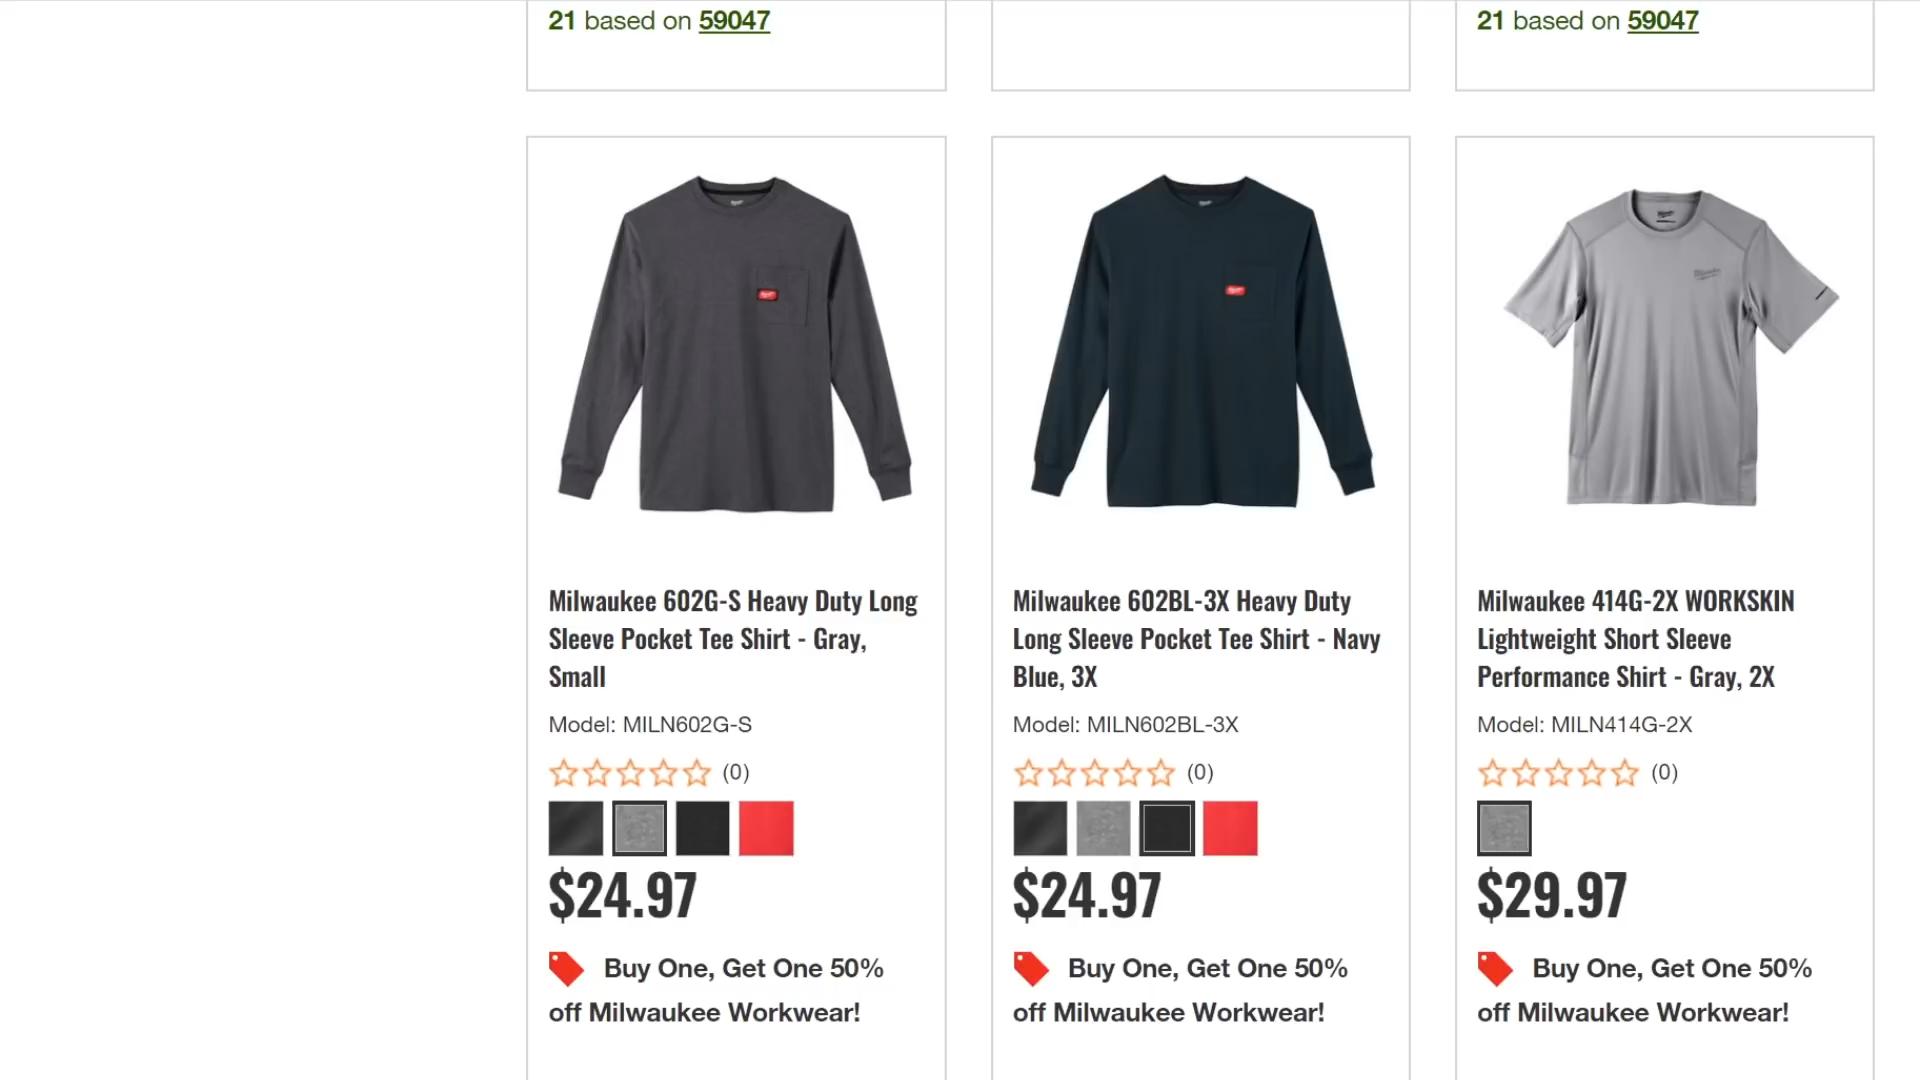 21 based on 59047
21 based on 59047
Milwaukee 602G-S Heavy Duty Long
Sleeve Pocket Tee Shirt - Gray,
Small
Model: MILN602G-S
(0)
$24.97
Buy One, Get One 50%
off Milwaukee Workwear!
Milwaukee 602BL-3X Heavy Duty
Long Sleeve Pocket Tee Shirt - Navy
Blue, 3X
Model: MILN602BL-3X
(0)
$24.97
Buy One, Get One 50%
off Milwaukee Workwear!
Milwaukee
Milwaukee 414G-2X WORKSKIN
Lightweight Short Sleeve
Performance Shirt - Gray, 2X
Model: MILN414G-2X
(0)
$29.97
Buy One, Get One 50%
off Milwaukee Workwear!